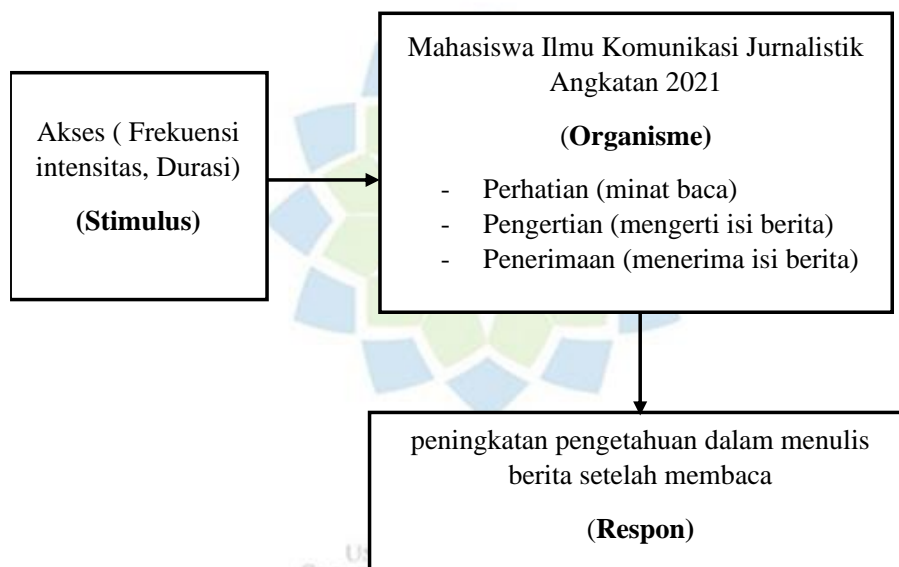 Akses ( Frekuensi
intensitas, Durasi)
(Stimulus)
Mahasiswa Ilmu Komunikasi Jurnalistik
Angkatan 2021
(Organisme)
- Perhatian (minat baca)
- Pengertian (mengerti isi berita)
- Penerimaan (menerima isi berita)
peningkatan pengetahuan dalam menulis
berita setelah membaca
(Respon)